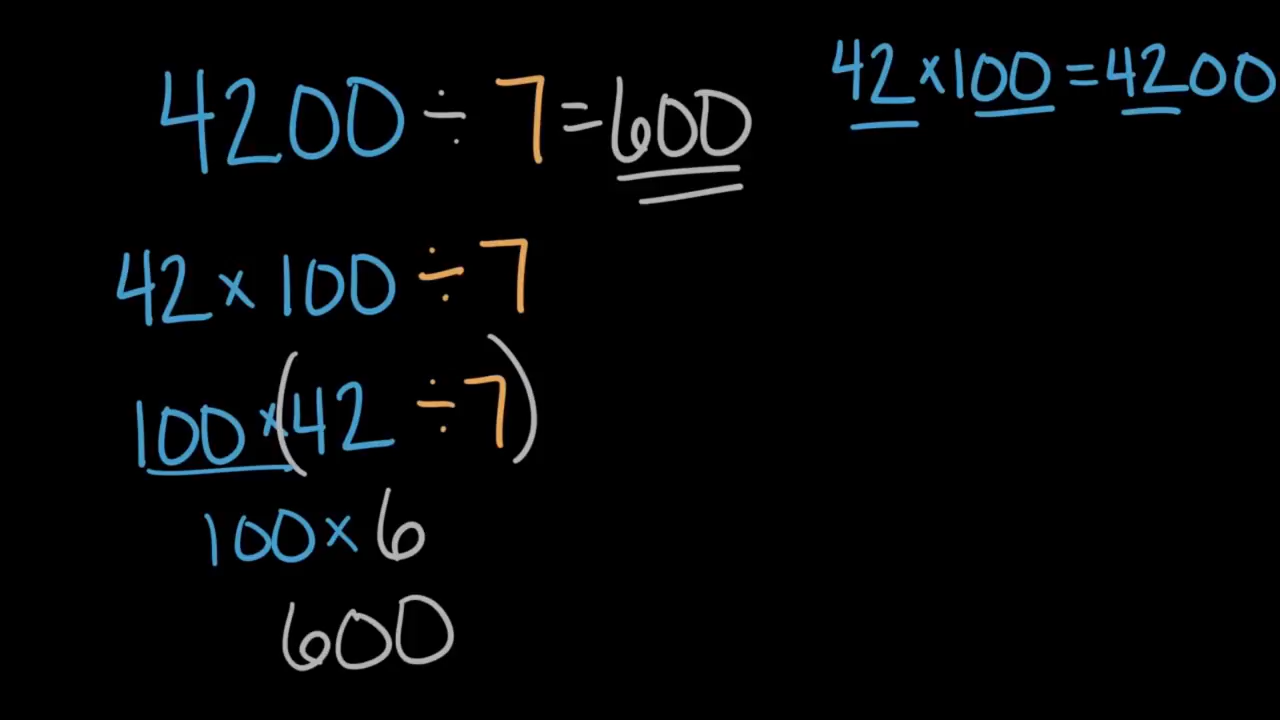 4200 ÷ 7 = 600
42 × 100 = 4200
42 × 100 ÷ 7
100 × (42 ÷ 7)
100 × 6
600